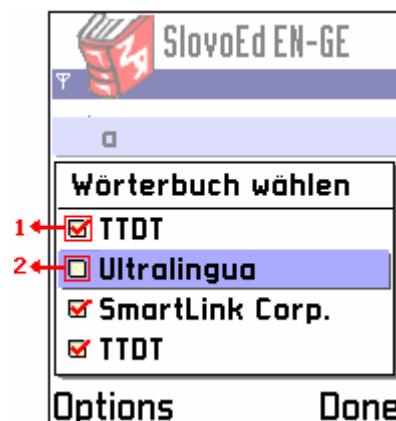 SlovoEd EN-GE
a
Wörterbuch wählen
1 TTDT
2 Ultralingua
SmartLink Corp.
TTDT
Options Done